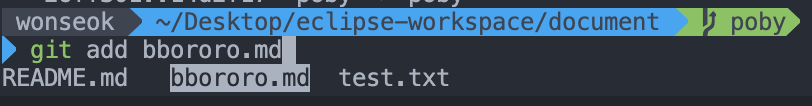 wonseok ~/Desktop/eclipse-workspace/document poby
git add bbororo.md
README.md bbororo.md test.txt